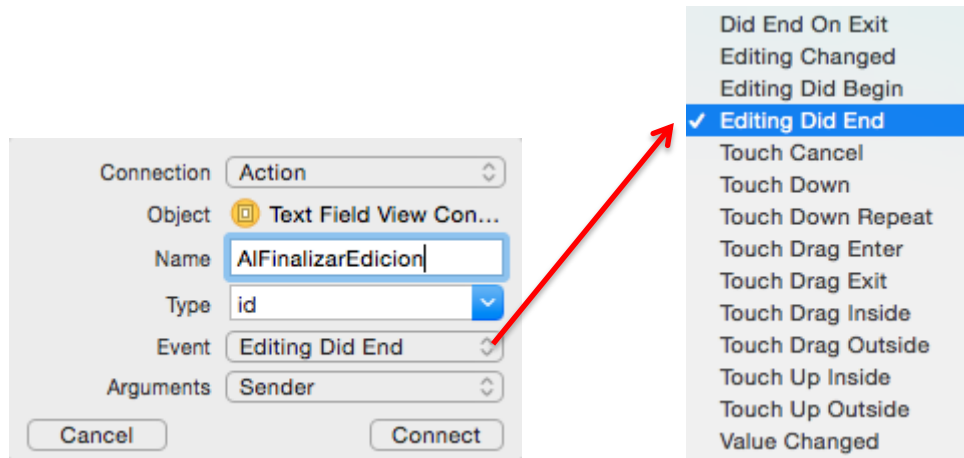 Connection Action
Object Text Field View Con...
Name AlFinalizarEdicion
Type id
Event Editing Did End
Arguments Sender
Cancel Connect
Did End On Exit
Editing Changed
Editing Did Begin
✓ Editing Did End
Touch Cancel
Touch Down
Touch Down Repeat
Touch Drag Enter
Touch Drag Exit
Touch Drag Inside
Touch Drag Outside
Touch Up Inside
Touch Up Outside
Value Changed